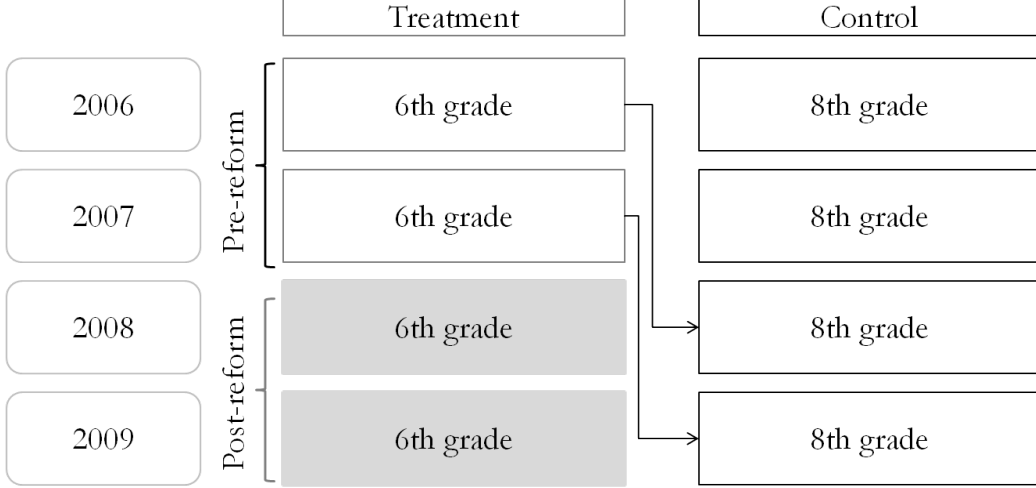 Treatment Control
2006 6th grade 8th grade
Pre-reform
2007 6th grade 8th grade
2008 6th grade 8th grade
Post-reform
2009 6th grade 8th grade